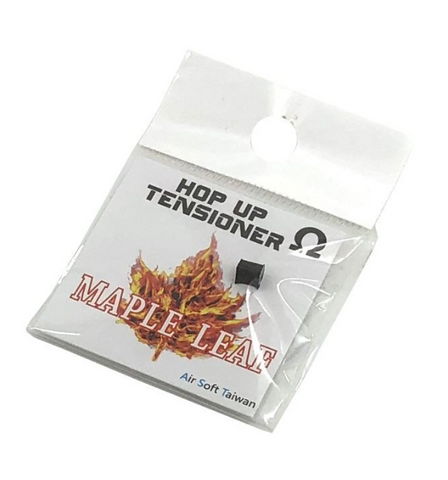 HOP UP
TENSIONER Ω
MAPLE LEAF
Air Soft Taiwan